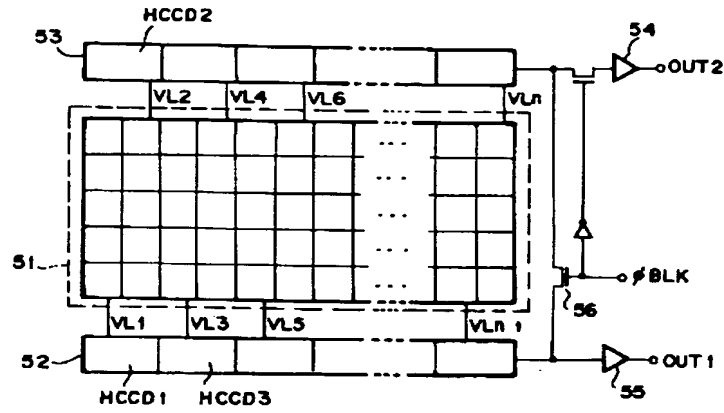 HCCD2
53
54
OUT2
VL2 VL4 VL6 VLn
51
φBLK
56
VL1 VL3 VL5 VLn 1
52
OUT1
55
HCCD1 HCCD3